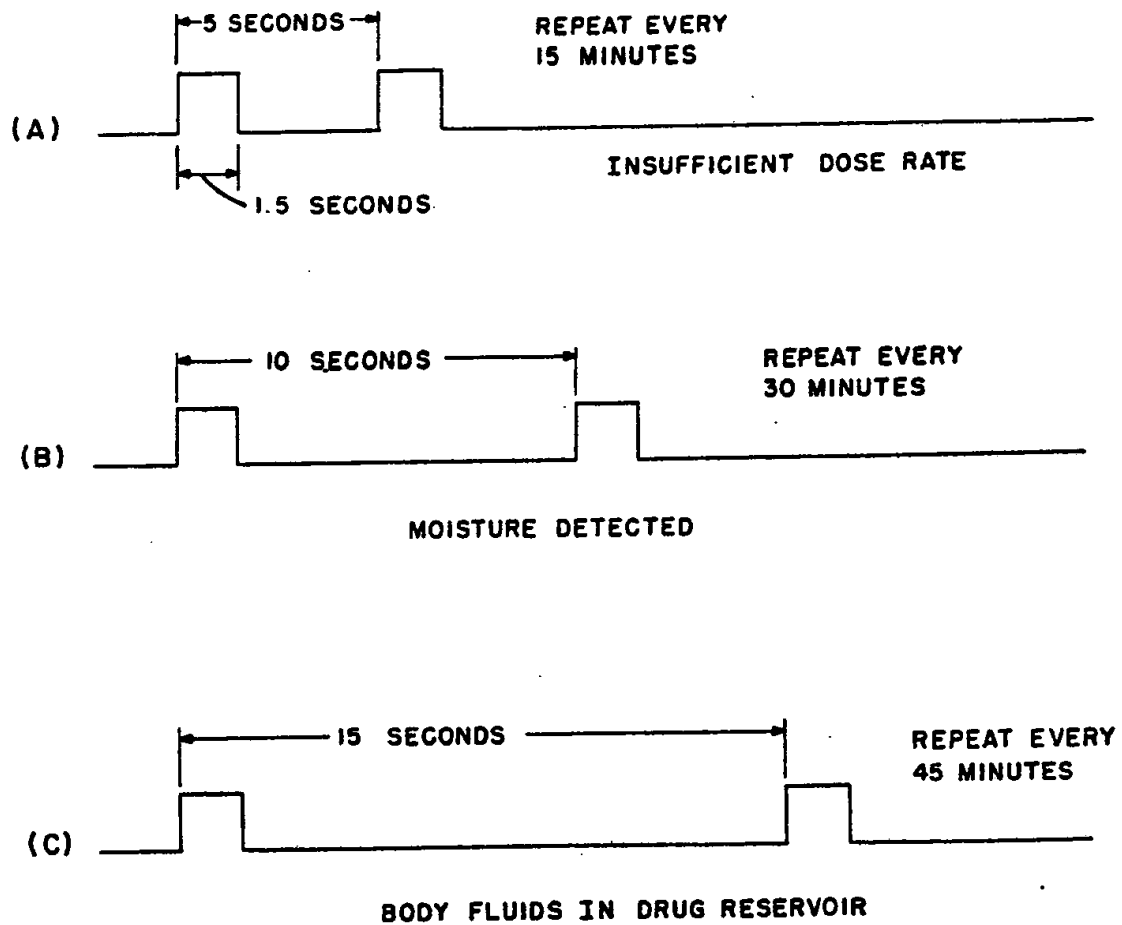 5 SECONDS
REPEAT EVERY
15 MINUTES
(A)
INSUFFICIENT DOSE RATE
1.5 SECONDS
10 SECONDS
REPEAT EVERY
30 MINUTES
(B)
MOISTURE DETECTED
15 SECONDS
REPEAT EVERY
45 MINUTES
(C)
BODY FLUIDS IN DRUG RESERVOIR